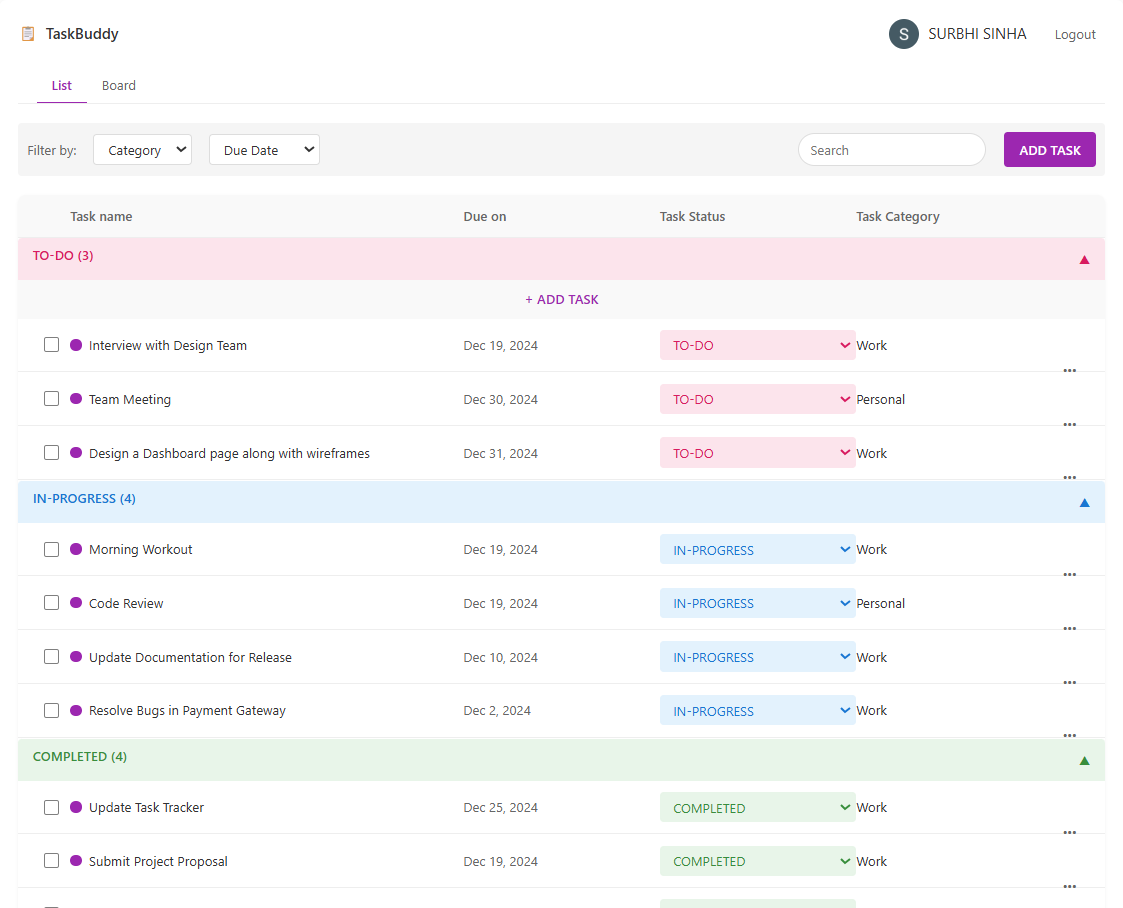 TaskBuddy
S SURBHI SINHA Logout
List Board
Filter by: Category Due Date Search ADD TASK
Task name Due on Task Status Task Category
TO-DO (3)
+ ADD TASK
Interview with Design Team Dec 19, 2024 TO-DO Work
Team Meeting Dec 30, 2024 TO-DO Personal
Design a Dashboard page along with wireframes Dec 31, 2024 TO-DO Work
IN-PROGRESS (4)
Morning Workout Dec 19, 2024 IN-PROGRESS Work
Code Review Dec 19, 2024 IN-PROGRESS Personal
Update Documentation for Release Dec 10, 2024 IN-PROGRESS Work
Resolve Bugs in Payment Gateway Dec 2, 2024 IN-PROGRESS Work
COMPLETED (4)
Update Task Tracker Dec 25, 2024 COMPLETED Work
Submit Project Proposal Dec 19, 2024 COMPLETED Work